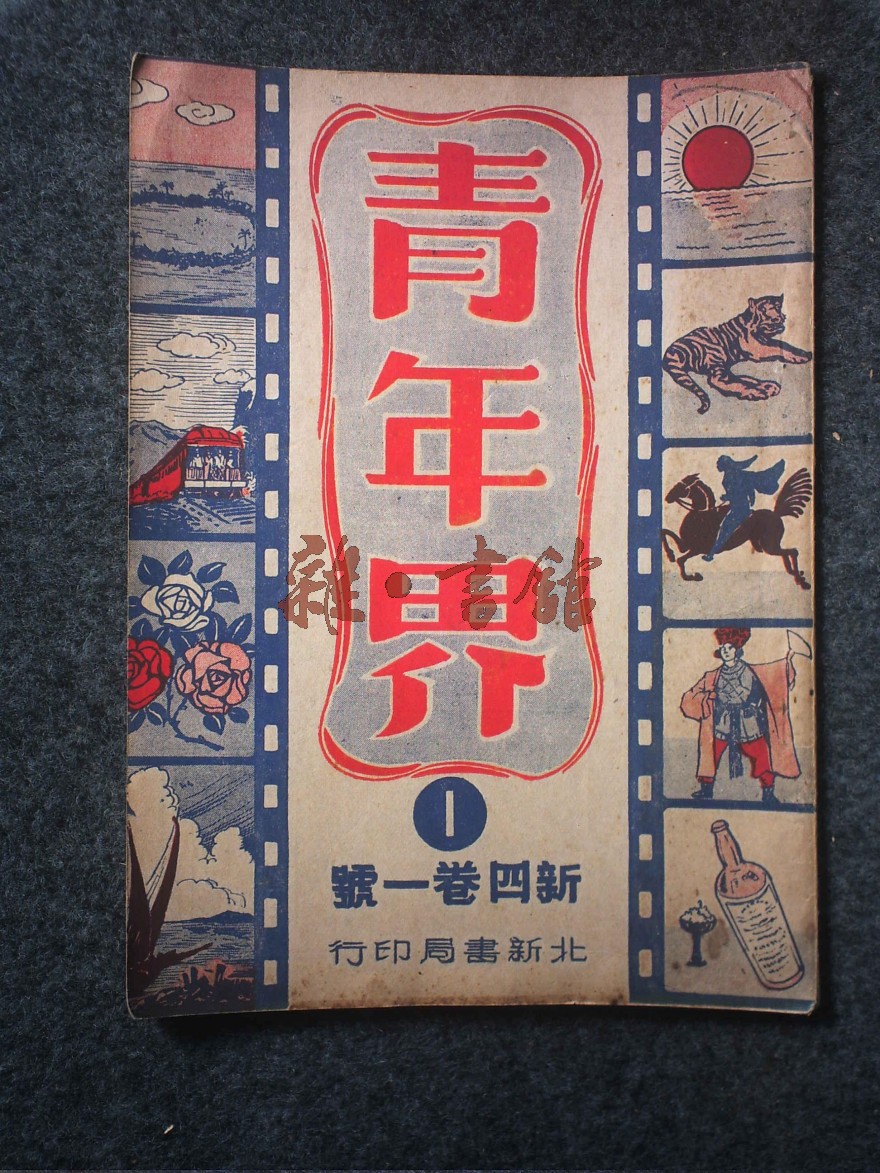 青年界
1
新四卷一號
北新書局印行
雜·書館